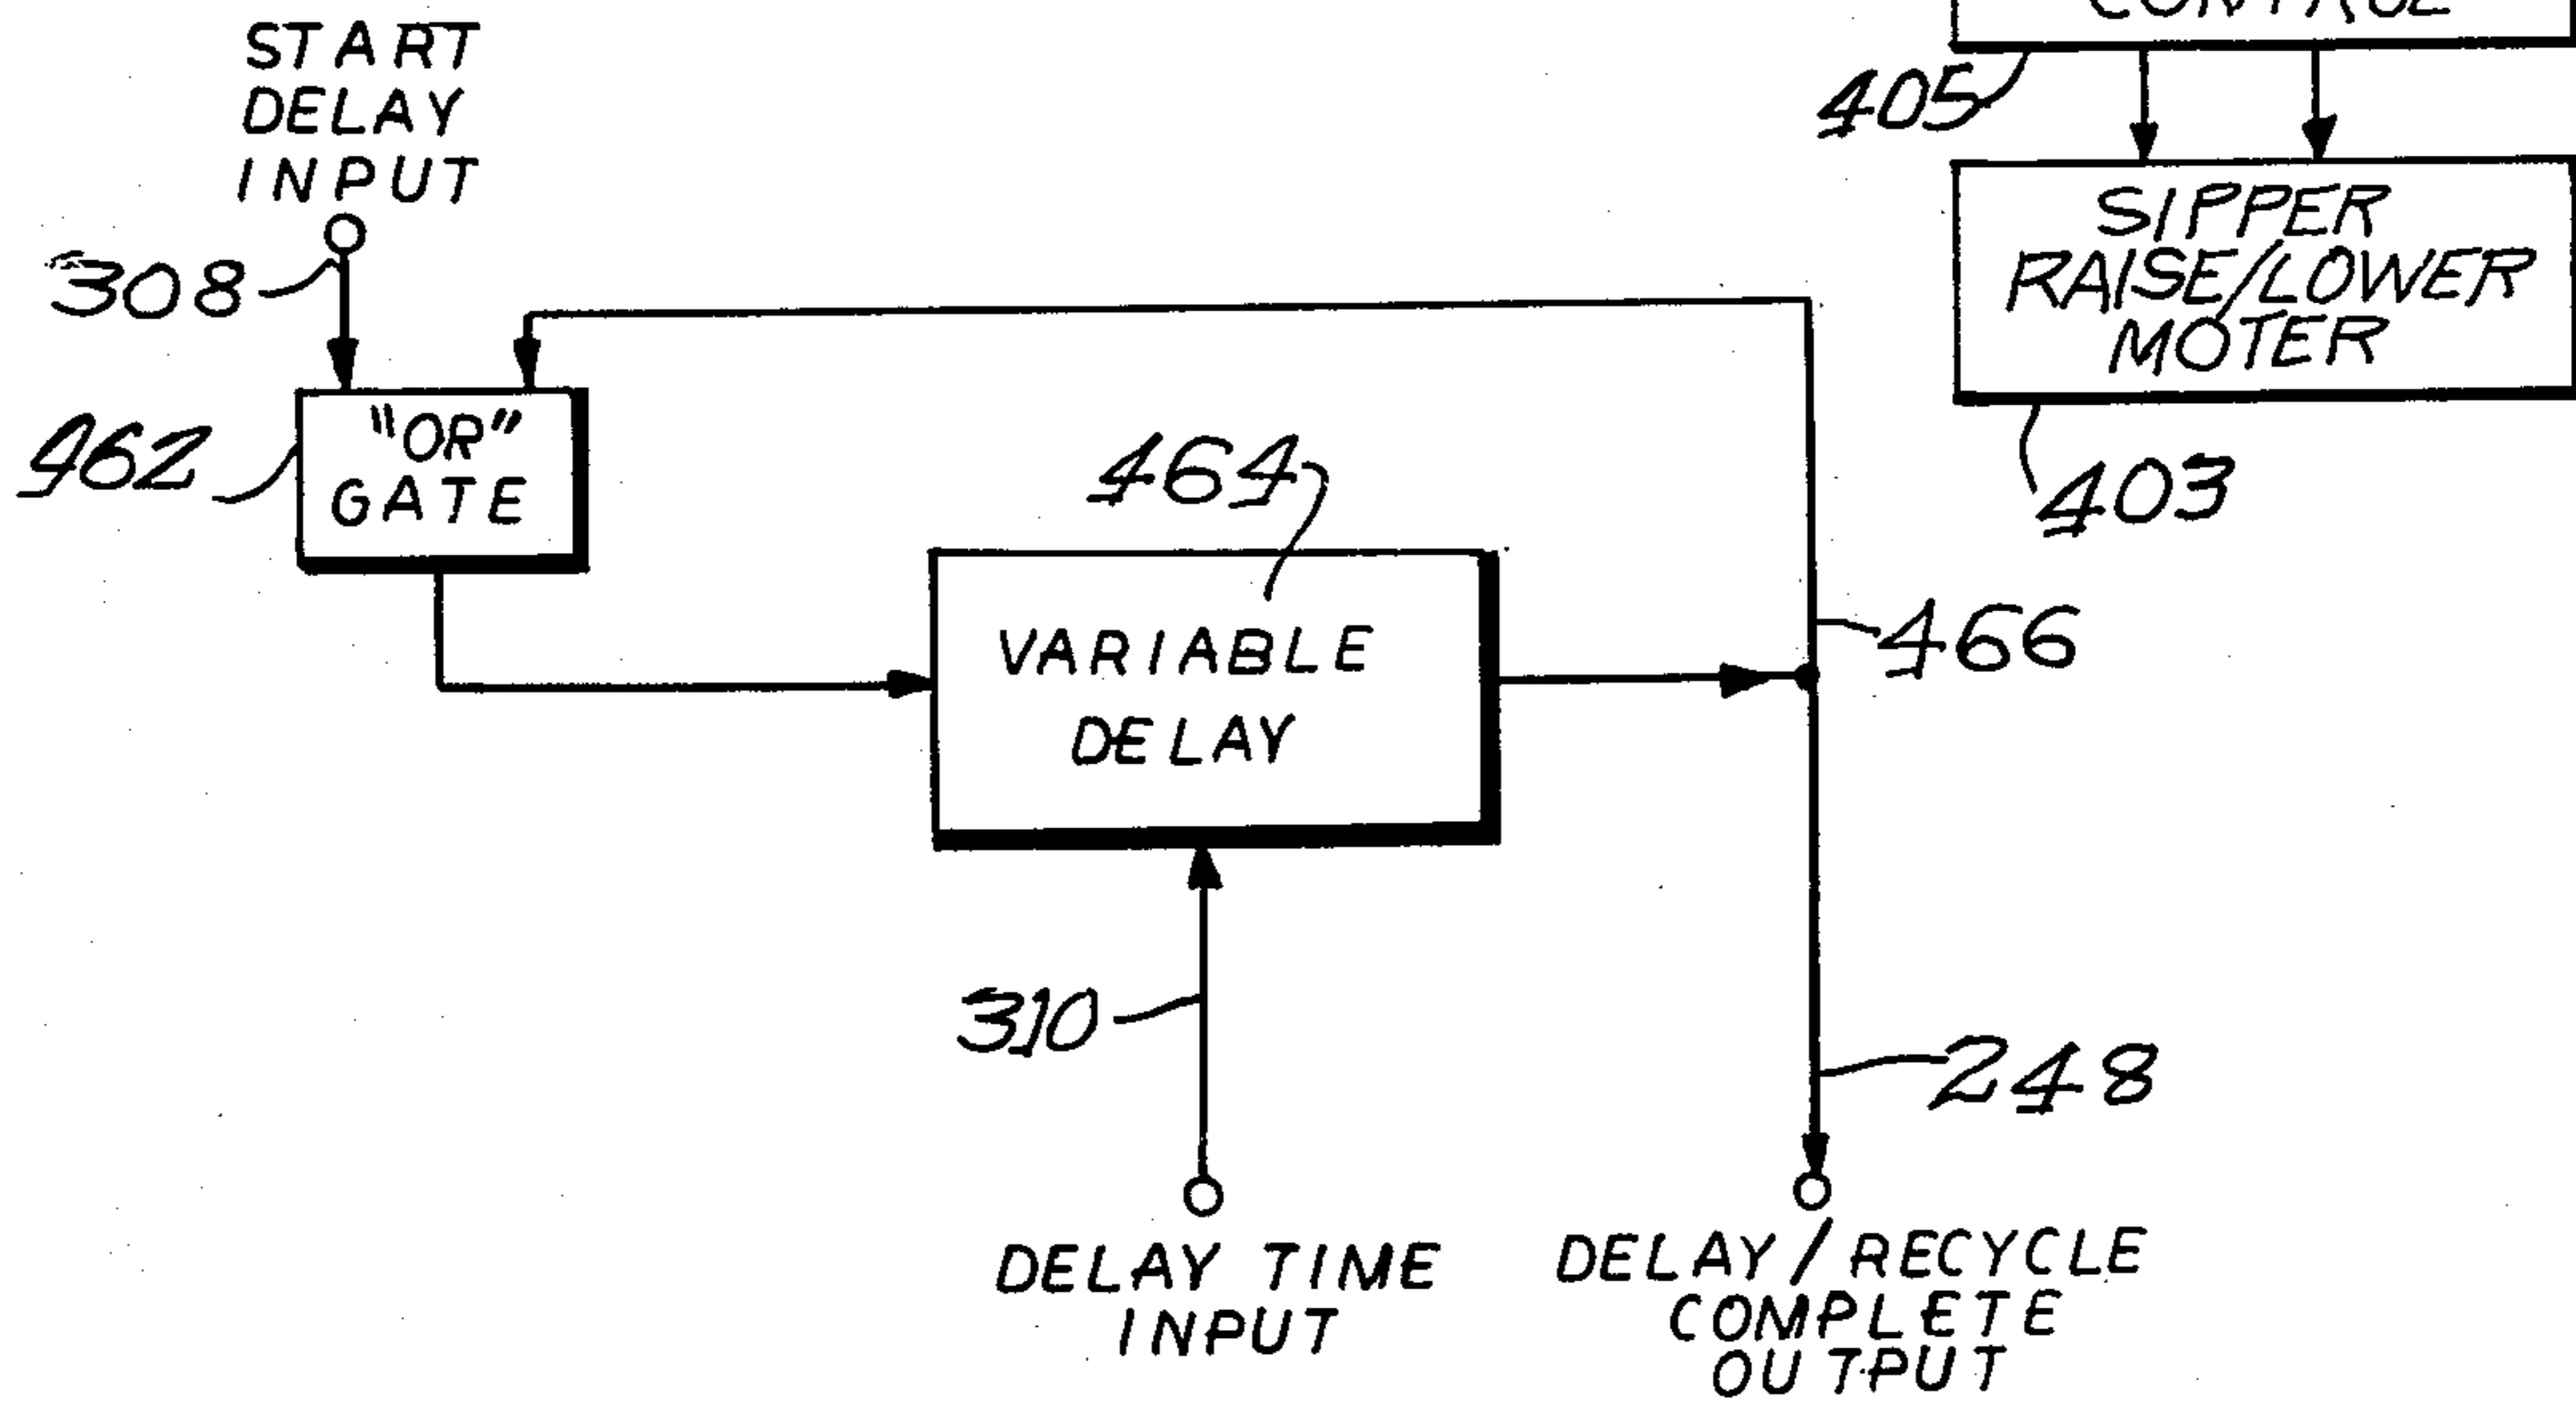 START
DELAY
INPUT
308
"OR"
GATE
462
464
VARIABLE
DELAY
466
310
248
DELAY TIME
INPUT
DELAY/RECYCLE
COMPLETE
OUTPUT
CONTROL
405
SIPPER
RAISE/LOWER
MOTER
403